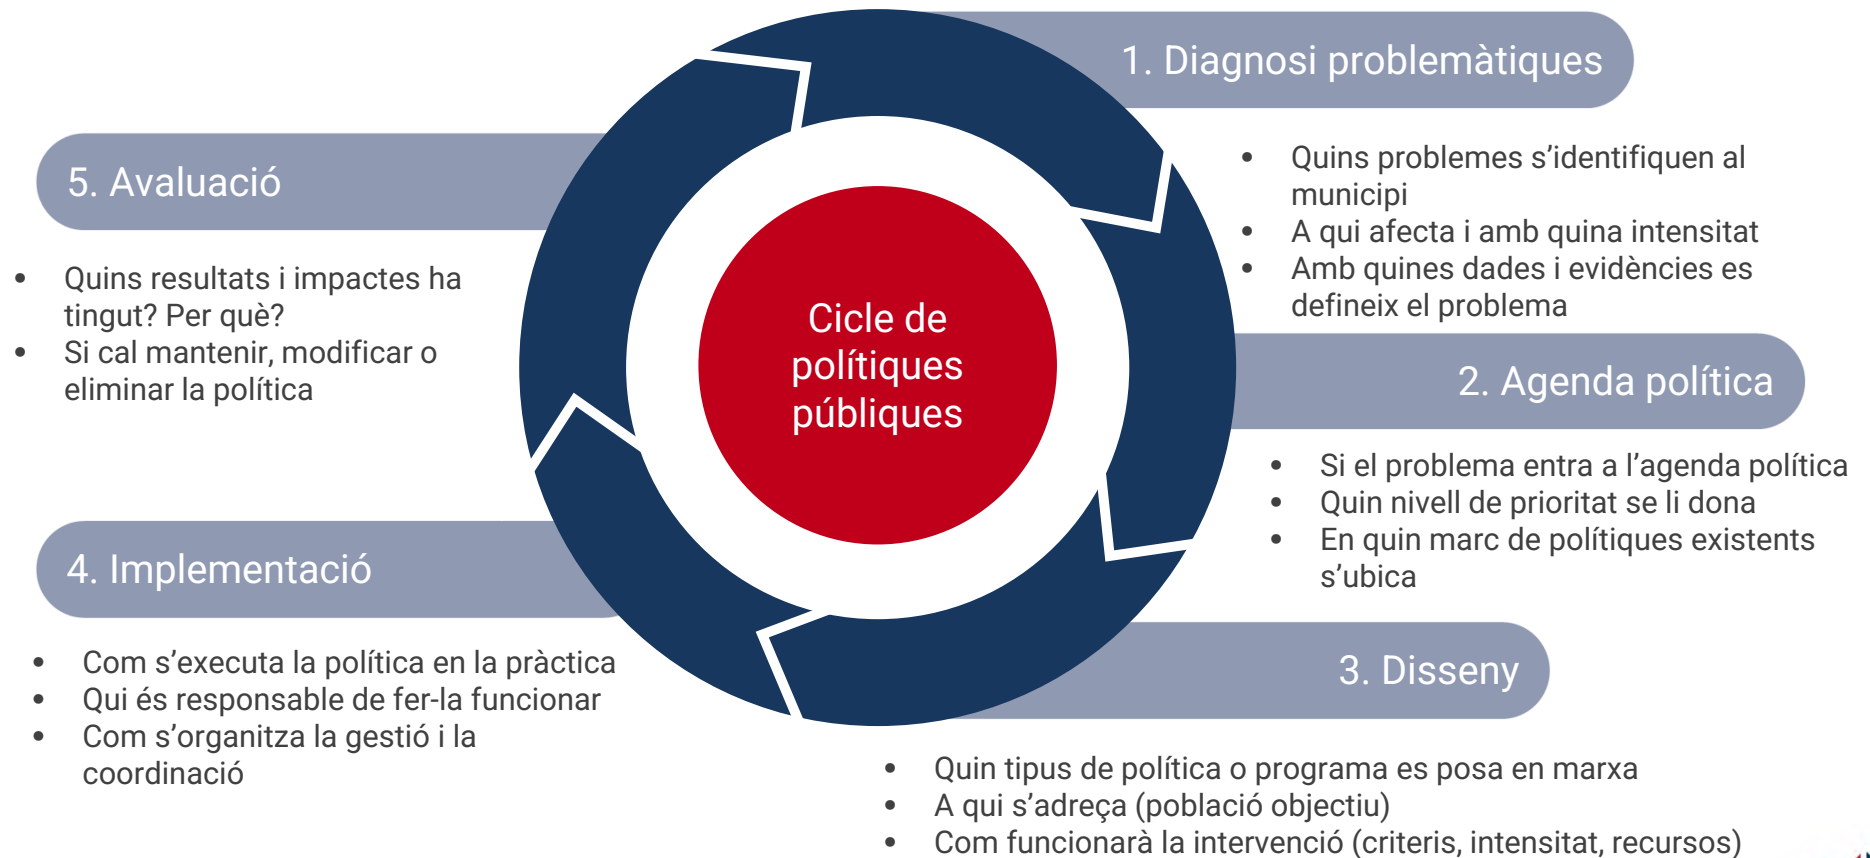 Cicle de
polítiques
públiques
1. Diagnosi problemàtiques
• Quins problemes s’identifiquen al
municipi
• A qui afecta i amb quina intensitat
• Amb quines dades i evidències es
defineix el problema
2. Agenda política
• Si el problema entra a l’agenda política
• Quin nivell de prioritat se li dona
• En quin marc de polítiques existents
s’ubica
3. Disseny
• Quin tipus de política o programa es posa en marxa
• A qui s’adreça (població objectiu)
• Com funcionarà la intervenció (criteris, intensitat, recursos)
4. Implementació
• Com s’executa la política en la pràctica
• Qui és responsable de fer-la funcionar
• Com s’organitza la gestió i la
coordinació
5. Avaluació
• Quins resultats i impactes ha
tingut? Per què?
• Si cal mantenir, modificar o
eliminar la política